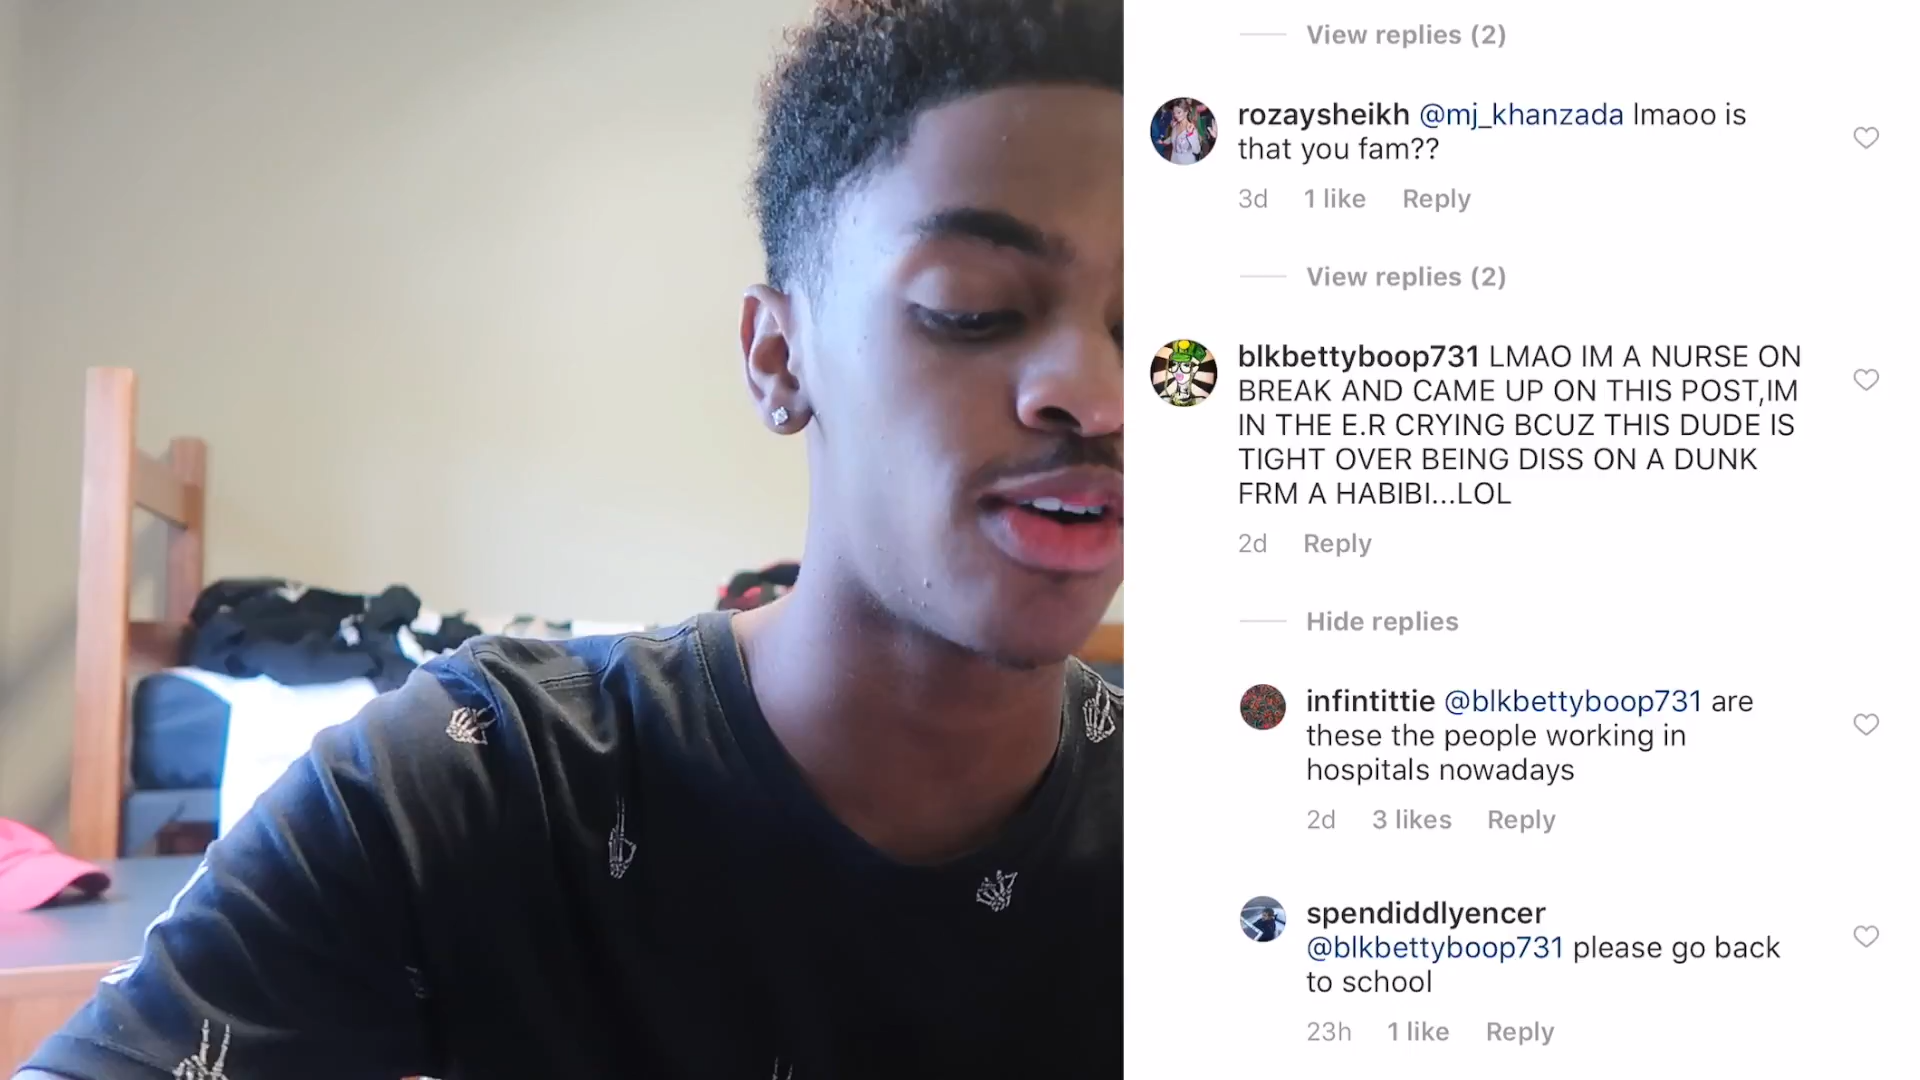 View replies (2)
rozaysheikh @mj_khanzada lmaoo is
that you fam??
3d 1 like Reply
View replies (2)
blkbettyboop731 LMAO IM A NURSE ON
BREAK AND CAME UP ON THIS POST,IM
IN THE E.R CRYING BCUZ THIS DUDE IS
TIGHT OVER BEING DISS ON A DUNK
FRM A HABIBI...LOL
2d Reply
Hide replies
infintittie @blkbettyboop731 are
these the people working in
hospitals nowadays
2d 3 likes Reply
spendiddlyencer
@blkbettyboop731 please go back
to school
23h 1 like Reply